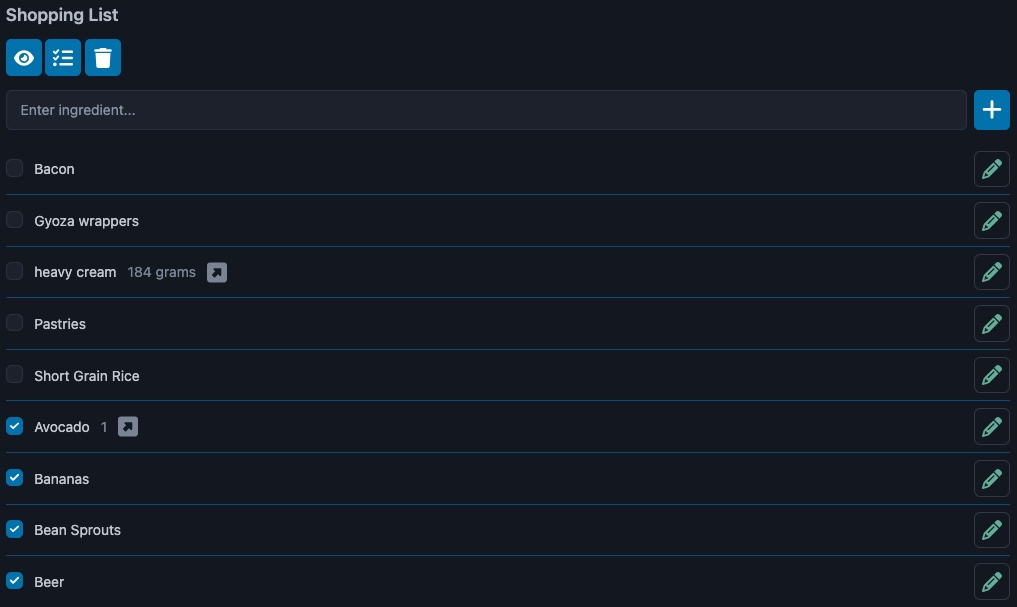 Shopping List
Enter ingredient...
Bacon
Gyoza wrappers
heavy cream 184 grams
Pastries
Short Grain Rice
Avocado 1
Bananas
Bean Sprouts
Beer